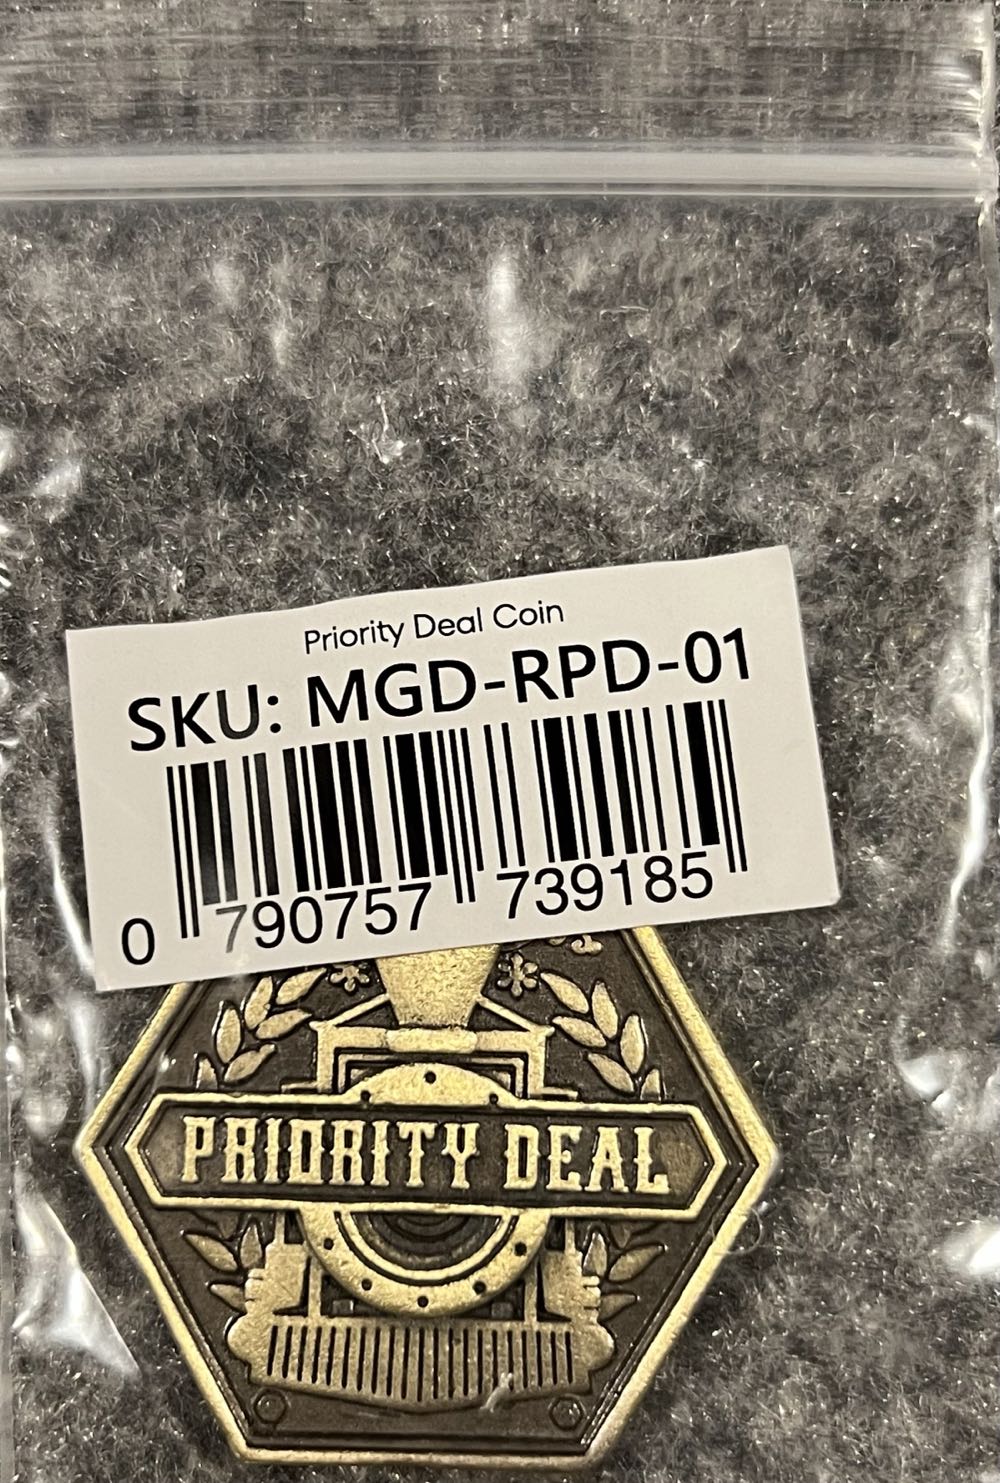 Priority Deal Coin
SKU: MGD-RPD-01
0 790757 739185
PRIORITY DEAL